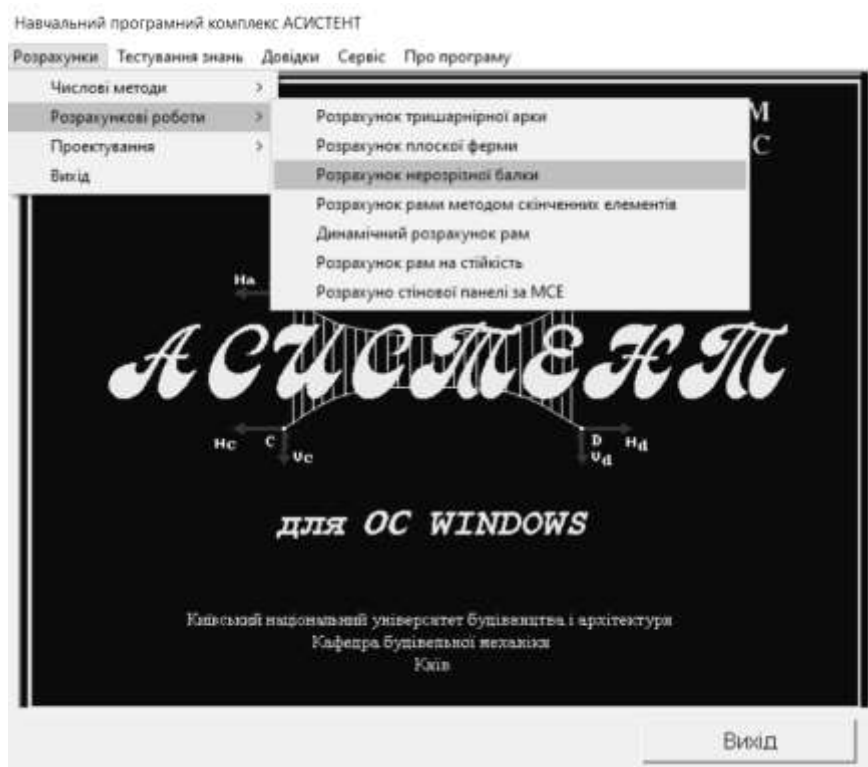 Навчальний програмний комплекс АСИСТЕНТ
Розрахунки Тестування знань Довідки Сервіс Про програму
Числові методи >
Розрахункові роботи >
Проектування >
Вихід
Розрахунок тришарнірної арки
Розрахунок плоскої ферми
Розрахунок нерозрізної балки
Розрахунок рами методом скінченних елементів
Динамічний розрахунок рам
Розрахунок рам на стійкість
Розрахуно стінової панелі за МСЕ
М
С
Ha
АСИСТЕНТ
Hc C Vc D Hd
Vd
для ОС WINDOWS
Київський національний університет будівництва і архітектури
Кафедра будівельної механіки
Київ
Вихід